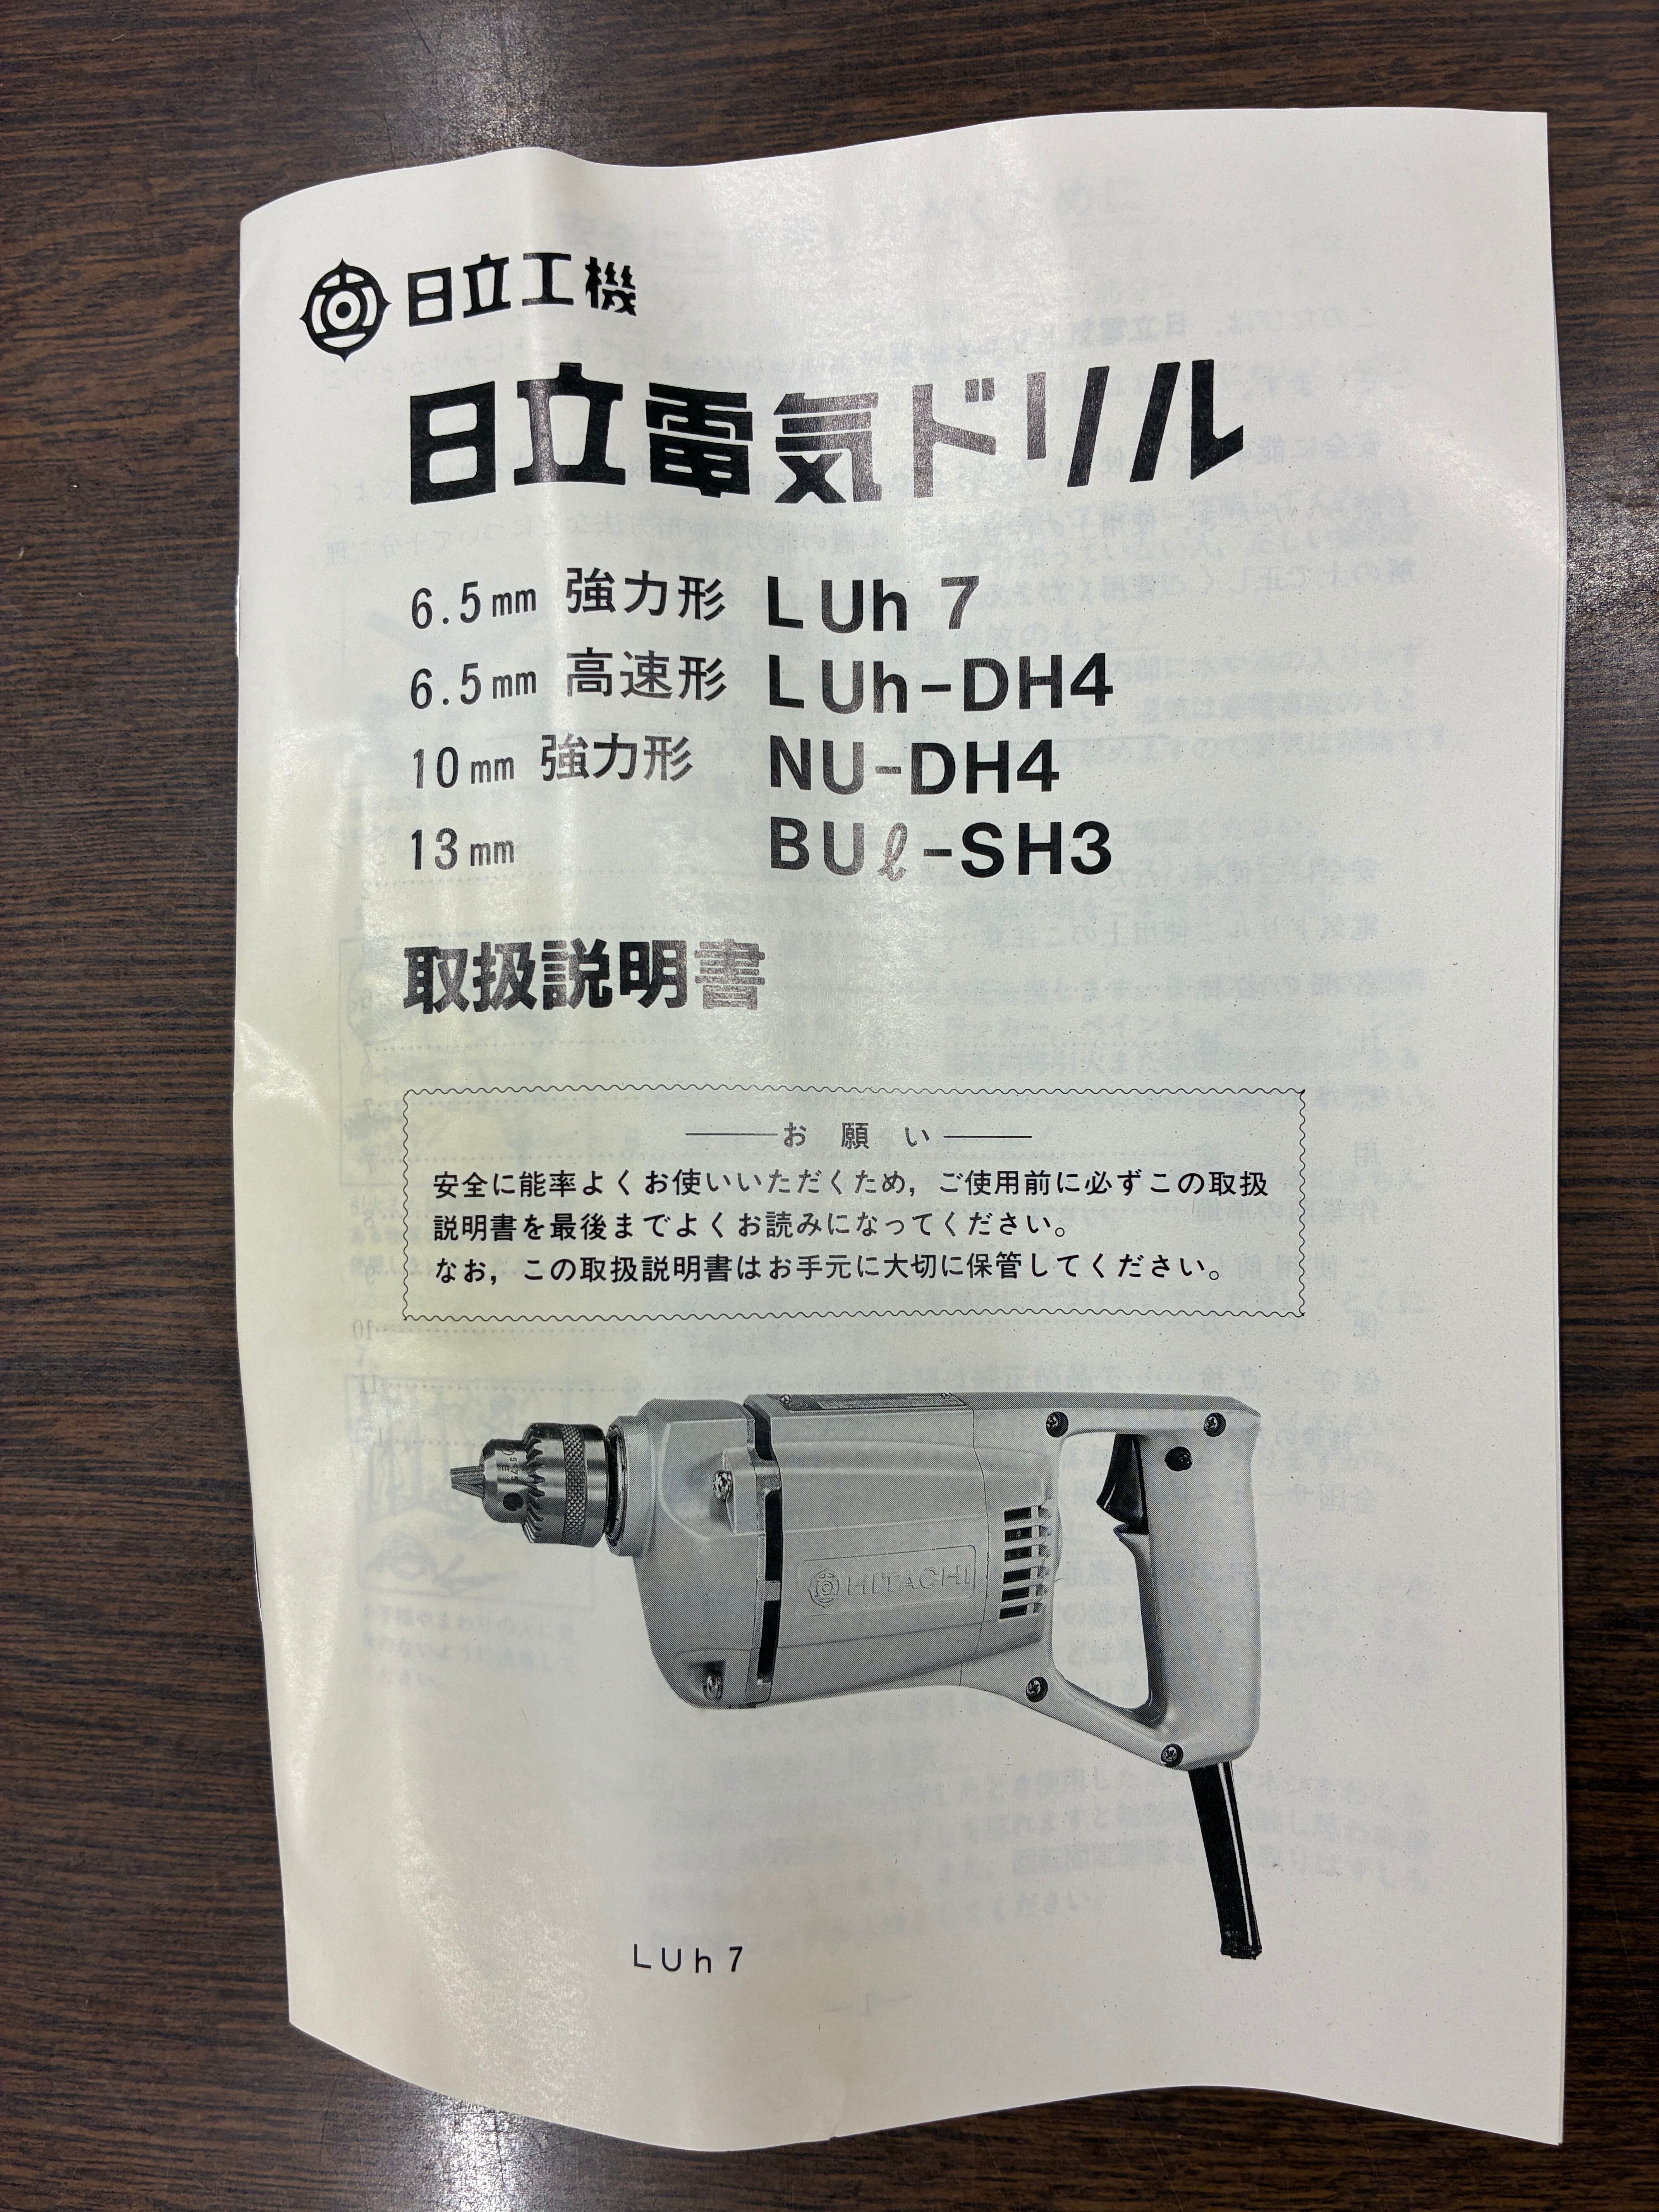 日立工機
日立電気ドリル
6.5mm 強力形 LUh 7
6.5mm 高速形 LUh-DH4
10mm 強力形 NU-DH4
13mm BUℓ-SH3
取扱説明書
お願い
安全に能率よくお使いいただくため，ご使用前に必ずこの取扱
説明書を最後までよくお読みになってください。
なお，この取扱説明書はお手元に大切に保管してください。
HITACHI
LUh 7